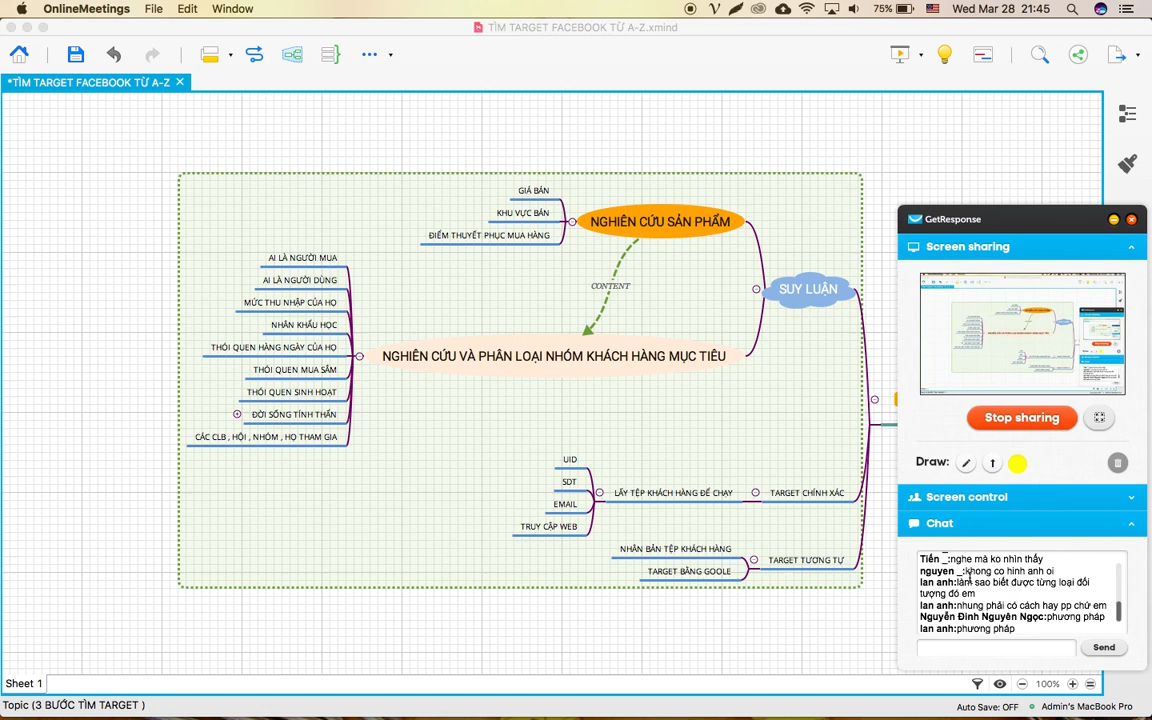 OnlineMeetings File Edit Window 75% Wed Mar 28 21:45
TÌM TARGET FACEBOOK TỪ A-Z.xmind
*TÌM TARGET FACEBOOK TỪ A-Z
GIÁ BÁN
KHU VỰC BÁN
ĐIỂM THUYẾT PHỤC MUA HÀNG
NGHIÊN CỨU SẢN PHẨM
CONTENT
SUY LUẬN
AI LÀ NGƯỜI MUA
AI LÀ NGƯỜI DÙNG
MỨC THU NHẬP CỦA HỌ
NHÂN KHẨU HỌC
THÓI QUEN HÀNG NGÀY CỦA HỌ
THÓI QUEN MUA SẮM
THÓI QUEN SINH HOẠT
ĐỜI SỐNG TINH THẦN
CÁC CLB , HỘI , NHÓM , HỌ THAM GIA
NGHIÊN CỨU VÀ PHÂN LOẠI NHÓM KHÁCH HÀNG MỤC TIÊU
UID
SDT
EMAIL
TRUY CẬP WEB
LẤY TỆP KHÁCH HÀNG ĐỂ CHẠY
TARGET CHÍNH XÁC
NHÂN BẢN TỆP KHÁCH HÀNG
TARGET BẰNG GOOLE
TARGET TƯƠNG TỰ
GetResponse
Screen sharing
Stop sharing
Draw:
Screen control
Chat
Tiến _:nghe mà ko nhìn thấy
nguyen _:khong co hinh anh oi
lan anh:làm sao biết được từng loại đối
tượng đó em
lan anh:nhưng phải có cách hay pp chứ em
Nguyễn Đinh Nguyên Ngọc:phương pháp
lan anh:phương pháp
Send
Sheet 1
100%
Topic (3 BƯỚC TÌM TARGET )
Auto Save: OFF
Admin's MacBook Pro